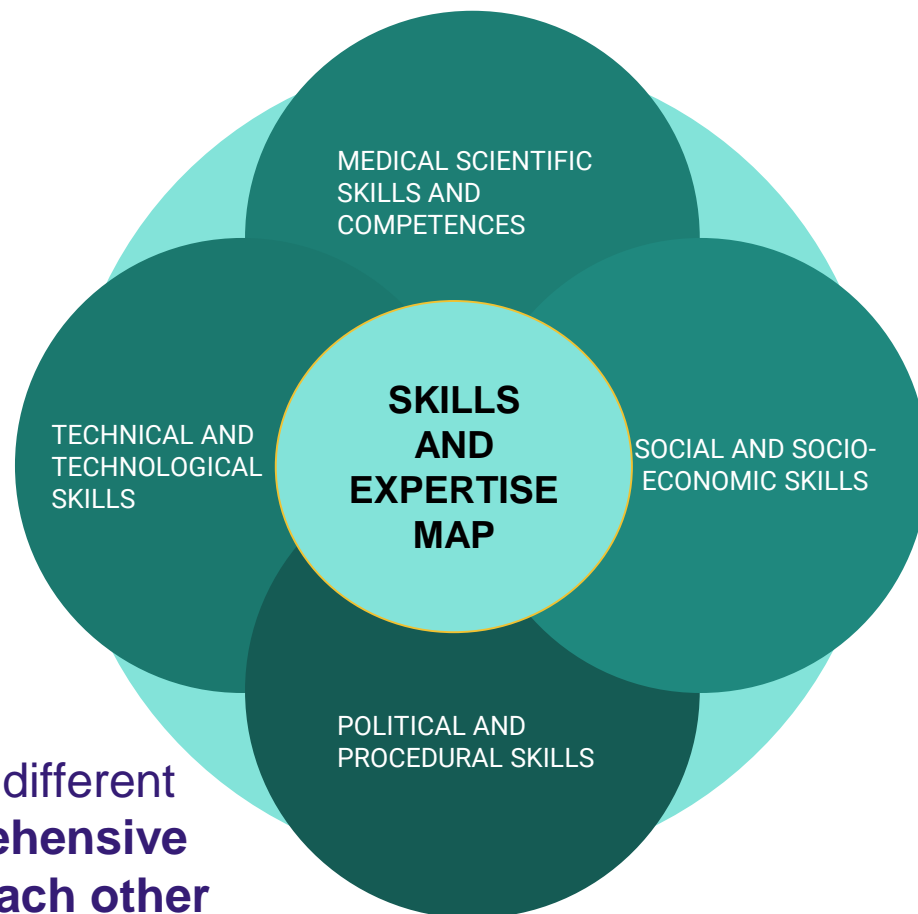 MEDICAL SCIENTIFIC
SKILLS AND
COMPETENCES
TECHNICAL AND
TECHNOLOGICAL
SKILLS
SKILLS
AND
EXPERTISE
MAP
SOCIAL AND SOCIO-
ECONOMIC SKILLS
POLITICAL AND
PROCEDURAL SKILLS
different
ehensive
ach other